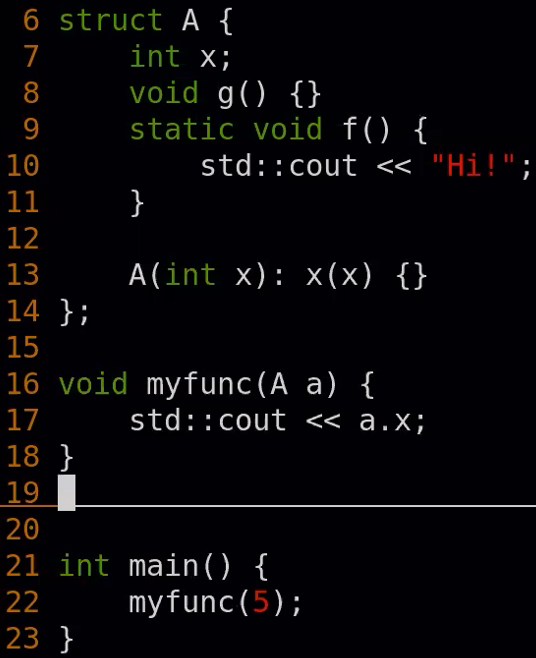 6 struct A {
7     int x;
8     void g() {}
9     static void f() {
10         std::cout << "Hi!";
11     }
12
13     A(int x): x(x) {}
14 };
15
16 void myfunc(A a) {
17     std::cout << a.x;
18 }
19
20
21 int main() {
22     myfunc(5);
23 }